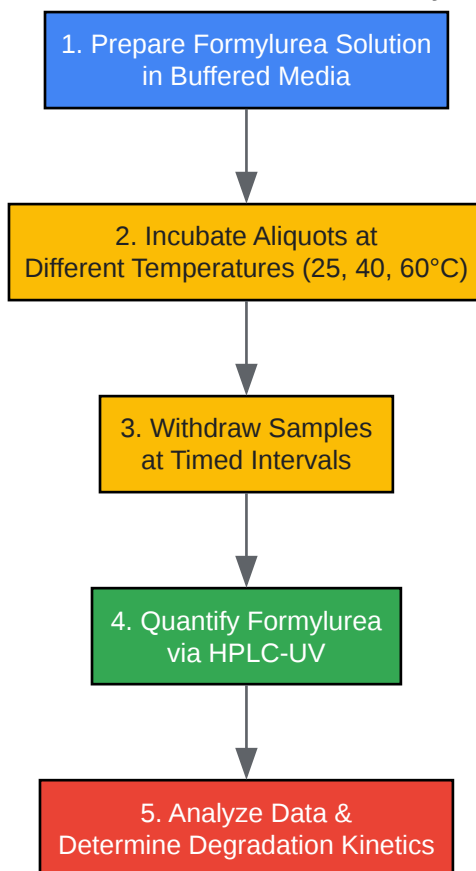 1. Prepare Formylurea Solution
in Buffered Media
2. Incubate Aliquots at
Different Temperatures (25, 40, 60°C)
3. Withdraw Samples
at Timed Intervals
4. Quantify Formylurea
via HPLC-UV
5. Analyze Data &
Determine Degradation Kinetics